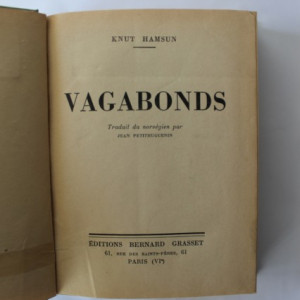 KNUT HAMSUN
VAGABONDS
Traduit du norvégien par
JEAN PETITHUGUENIN
ÉDITIONS BERNARD GRASSET
61, RUE DES SAINTS-PÈRES, 61
PARIS (VIᵉ)